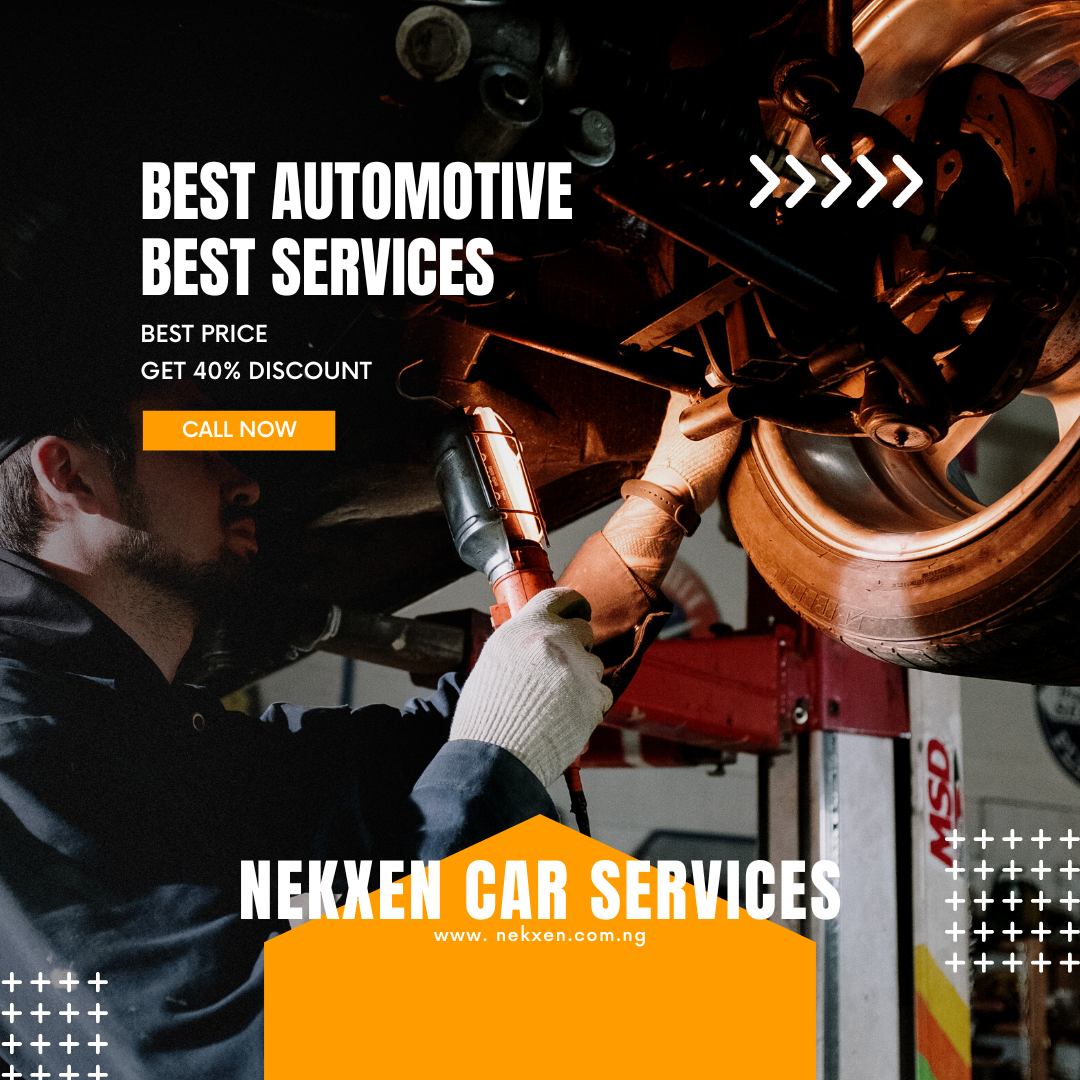 BEST AUTOMOTIVE
BEST SERVICES
BEST PRICE
GET 40% DISCOUNT
CALL NOW
MSD
NEKXEN CAR SERVICES
www. nekxen.com.ng